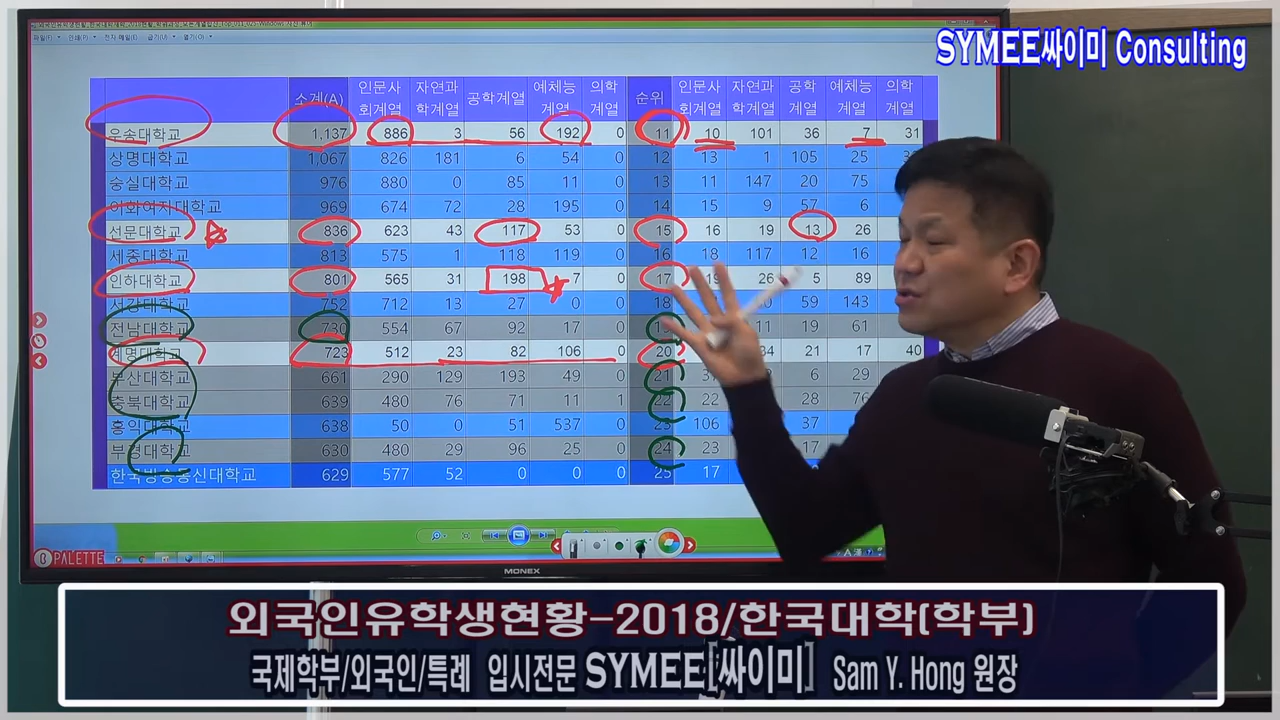 SYMEE싸이미 Consulting
소계(A) 인문사회계열 자연과학계열 공학계열 예체능계열 의학계열 순위 인문사회계열 자연과학계열 공학계열 예체능계열 의학계열
우송대학교 1,137 886 3 56 192 0 11 10 101 36 7 31
상명대학교 1,067 826 181 6 54 0 12 13 1 105 25
숭실대학교 976 880 0 85 11 0 13 11 147 20 75
이화여자대학교 969 674 72 28 195 0 14 15 9 57 6
선문대학교 836 623 43 117 53 0 15 16 19 13 26
세종대학교 813 575 1 118 119 0 16 18 117 12 16
인하대학교 801 565 31 198 7 0 17 19 26 5 89
서강대학교 752 712 13 27 0 0 18 59 143
전남대학교 730 554 67 92 17 0 11 19 61
계명대학교 723 512 23 82 106 0 20 21 17 40
부산대학교 661 290 129 193 49 0 21 6 29
충북대학교 639 480 76 71 11 1 22 22 28 76
홍익대학교 638 50 0 51 537 0 23 106 37
부경대학교 630 480 29 96 25 0 24 23 17
한국방송통신대학교 629 577 52 0 0 0 25 17
PALETTE
MONEX
외국인유학생현황-2018/한국대학(학부)
국제학부/외국인/특례 입시전문 SYMEE[싸이미] Sam Y. Hong 원장